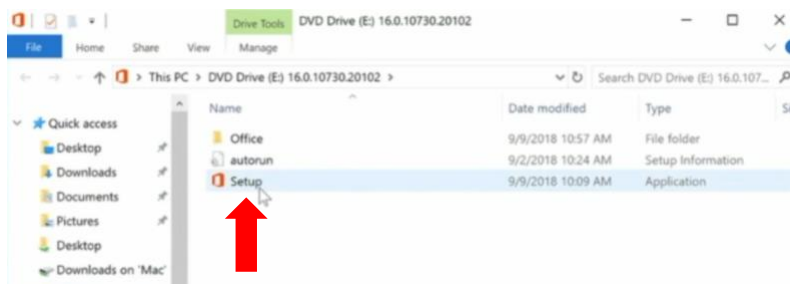 Drive Tools DVD Drive (E:) 16.0.10730.20102
File Home Share View Manage
This PC > DVD Drive (E:) 16.0.10730.20102 > Search DVD Drive (E:) 16.0.107...
Name Date modified Type
Quick access
Office 9/9/2018 10:57 AM File folder
Desktop
autorun 9/2/2018 10:24 AM Setup Information
Downloads
Setup 9/9/2018 10:09 AM Application
Documents
Pictures
Desktop
Downloads on 'Mac'